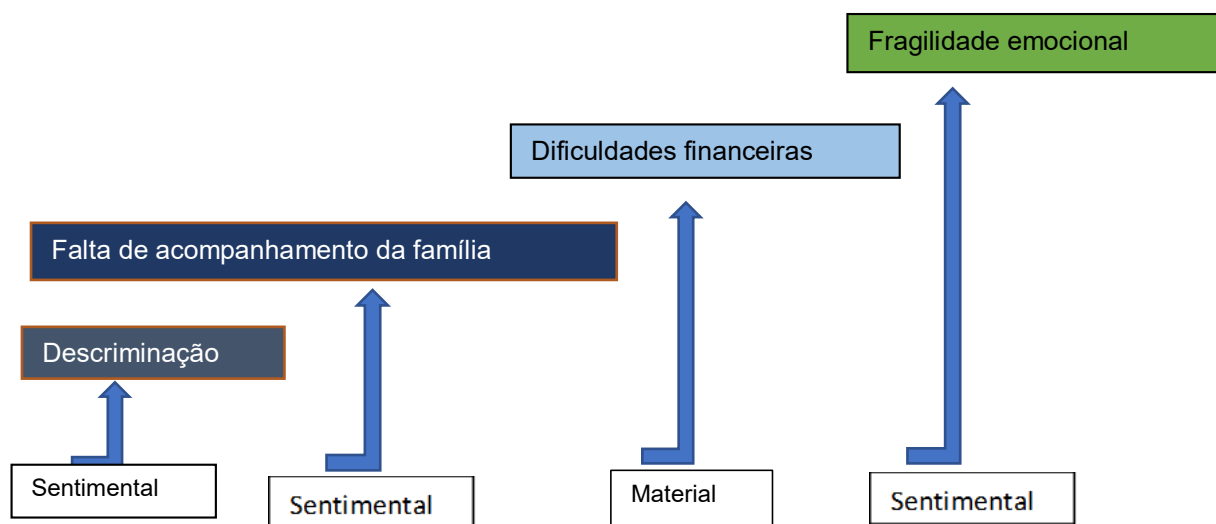 Fragilidade emocional
Dificuldades financeiras
Falta de acompanhamento da família
Descriminação
Sentimental
Sentimental
Material
Sentimental